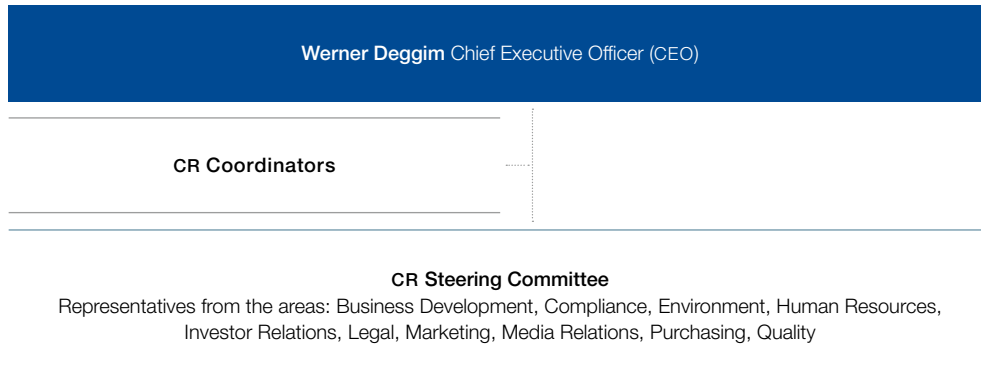 Werner Deggim Chief Executive Officer (CEO)
CR Coordinators
CR Steering Committee
Representatives from the areas: Business Development, Compliance, Environment, Human Resources,
Investor Relations, Legal, Marketing, Media Relations, Purchasing, Quality